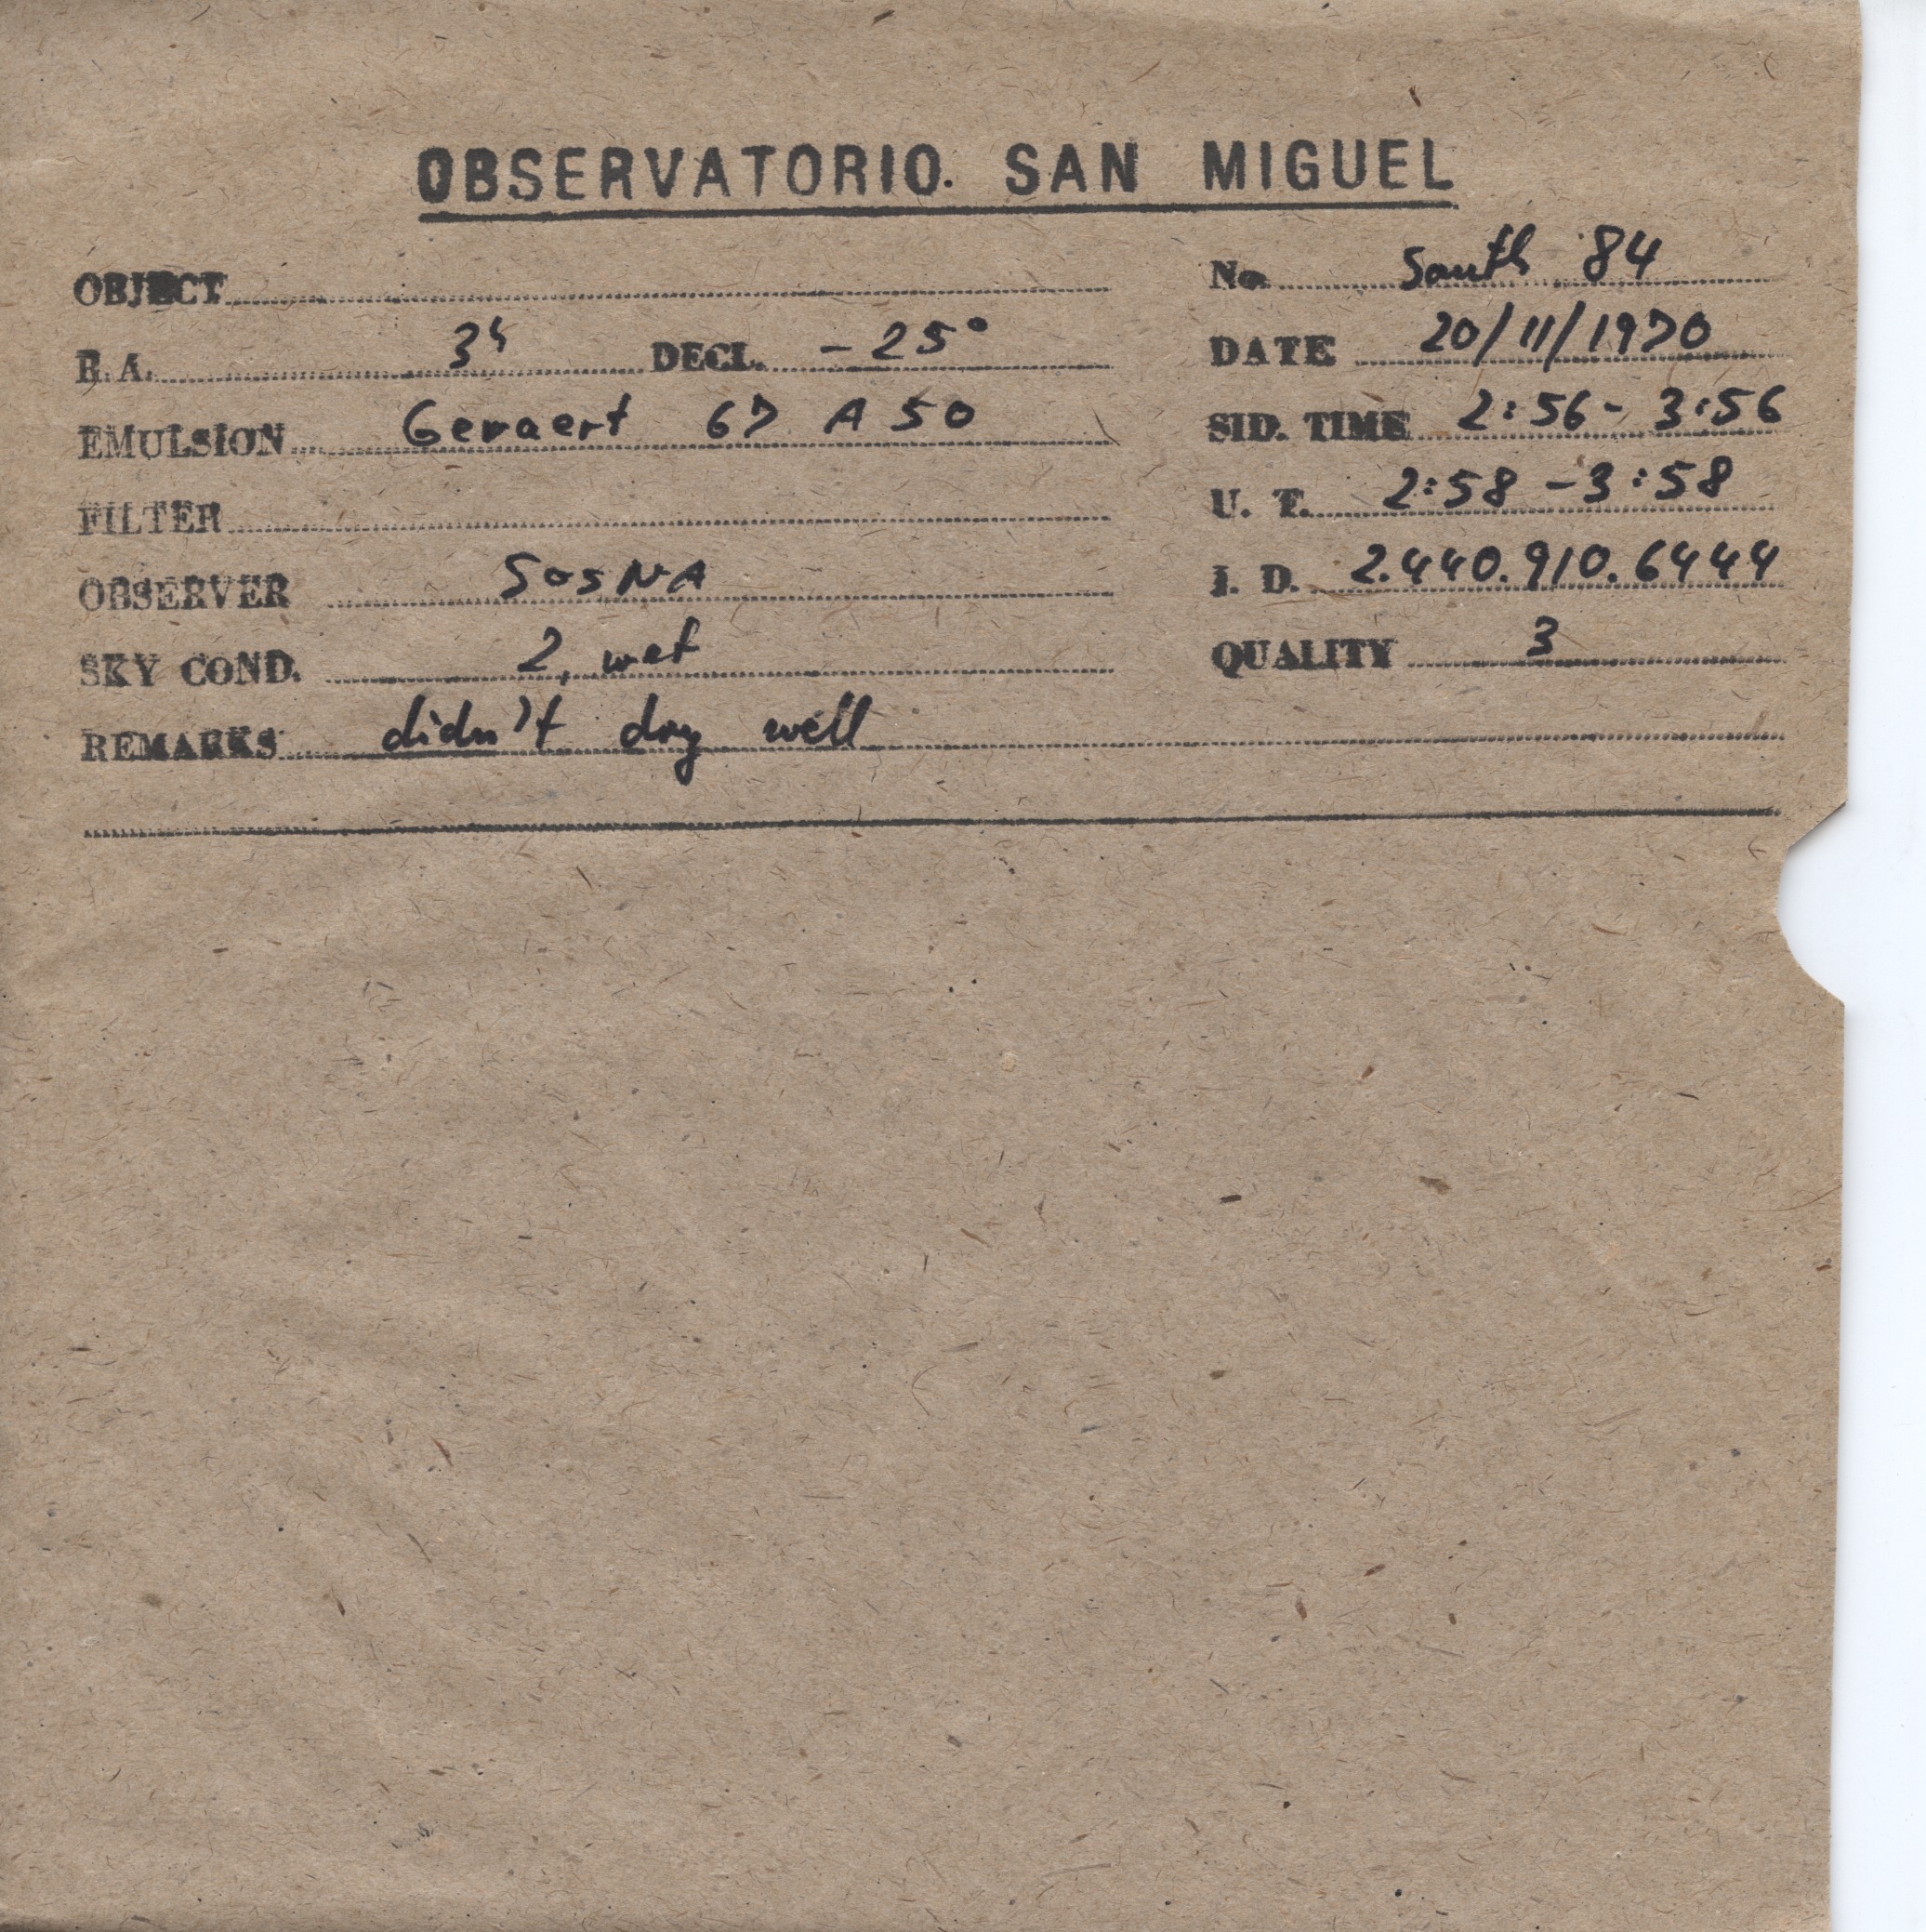 OBSERVATORIO. SAN MIGUEL
OBJECT No. South 84
R.A. 3h DECL. -25° DATE 20/11/1970
EMULSION Gevaert 67 A 50 SID. TIME 2:56 - 3:56
FILTER U. T. 2:58 - 3:58
OBSERVER SosNA J. D. 2.440.910.6444
SKY COND. 2, wet QUALITY 3
REMARKS didn't dry well